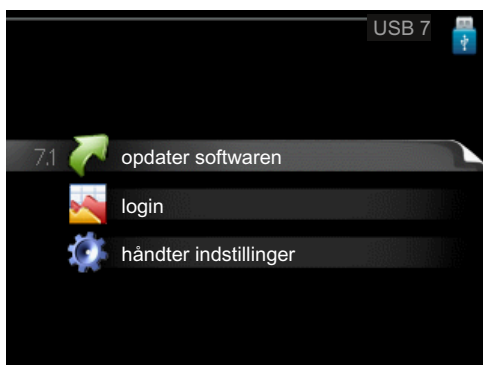 USB 7
7.1 opdater softwaren
login
håndter indstillinger